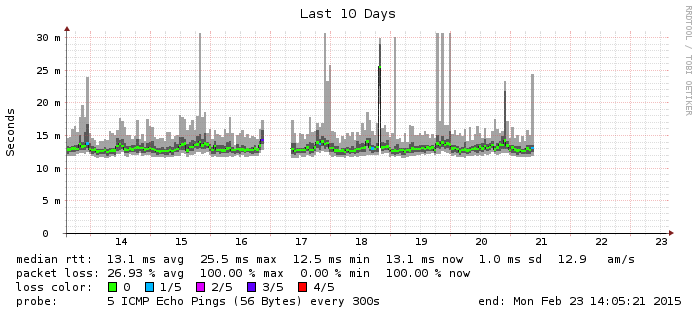 Last 10 Days
RRDTOOL / TOBI OETIKER
Seconds
30 m
25 m
20 m
15 m
10 m
5 m
0
14 15 16 17 18 19 20 21 22 23
median rtt: 13.1 ms avg 25.5 ms max 12.5 ms min 13.1 ms now 1.0 ms sd 12.9 am/s
packet loss: 26.93 % avg 100.00 % max 0.00 % min 100.00 % now
loss color: 0 1/5 2/5 3/5 4/5
probe: 5 ICMP Echo Pings (56 Bytes) every 300s end: Mon Feb 23 14:05:21 2015